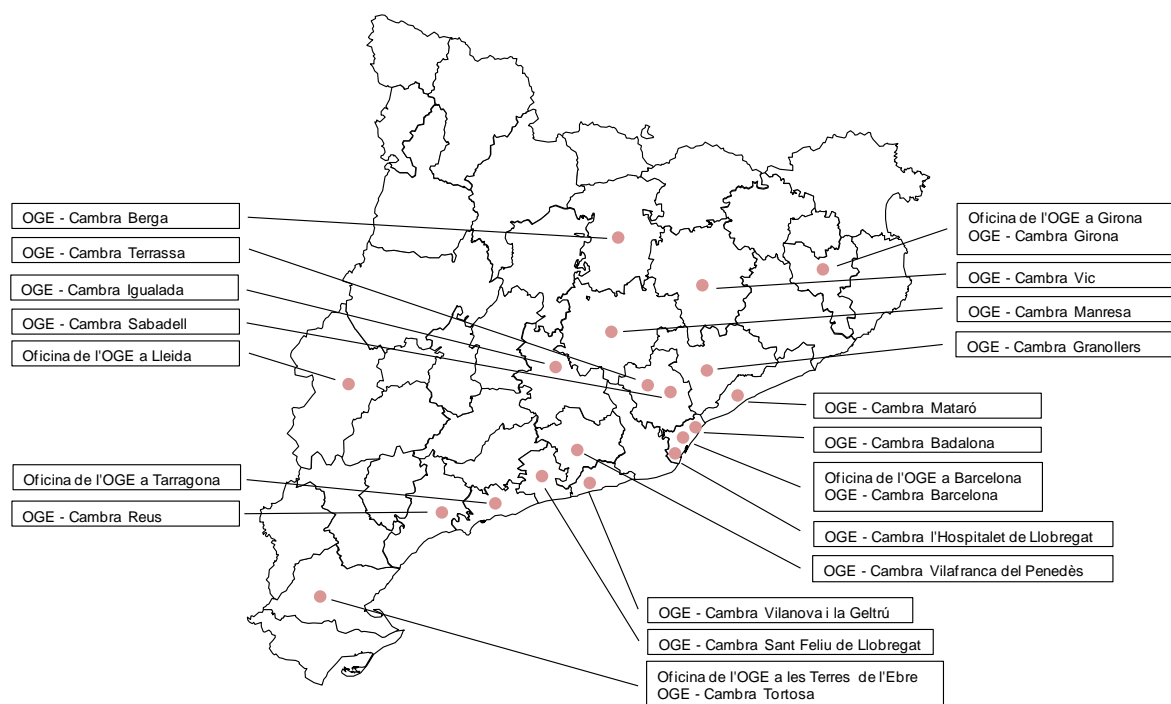 OGE - Cambra Berga
OGE - Cambra Terrassa
OGE - Cambra Igualada
OGE - Cambra Sabadell
Oficina de l'OGE a Lleida
Oficina de l'OGE a Tarragona
OGE - Cambra Reus
Oficina de l'OGE a Girona
OGE - Cambra Girona
OGE - Cambra Vic
OGE - Cambra Manresa
OGE - Cambra Granollers
OGE - Cambra Mataró
OGE - Cambra Badalona
Oficina de l'OGE a Barcelona
OGE - Cambra Barcelona
OGE - Cambra l'Hospitalet de Llobregat
OGE - Cambra Vilafranca del Penedès
OGE - Cambra Vilanova i la Geltrú
OGE - Cambra Sant Feliu de Llobregat
Oficina de l'OGE a les Terres de l'Ebre
OGE - Cambra Tortosa